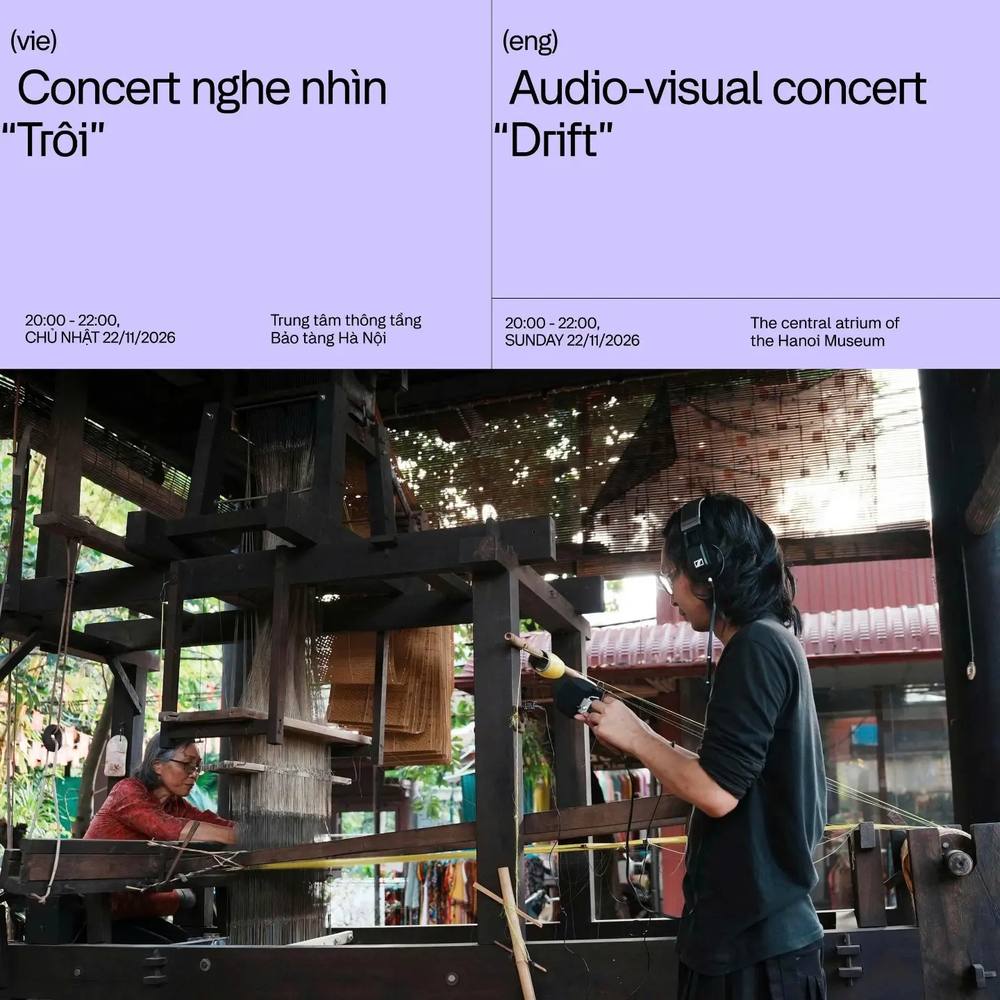 (vie)
Concert nghe nhìn
“Trôi”
20:00 - 22:00,
CHỦ NHẬT 22/11/2026
Trung tâm thông tầng
Bảo tàng Hà Nội
(eng)
Audio-visual concert
“Drift”
20:00 - 22:00,
SUNDAY 22/11/2026
The central atrium of
the Hanoi Museum